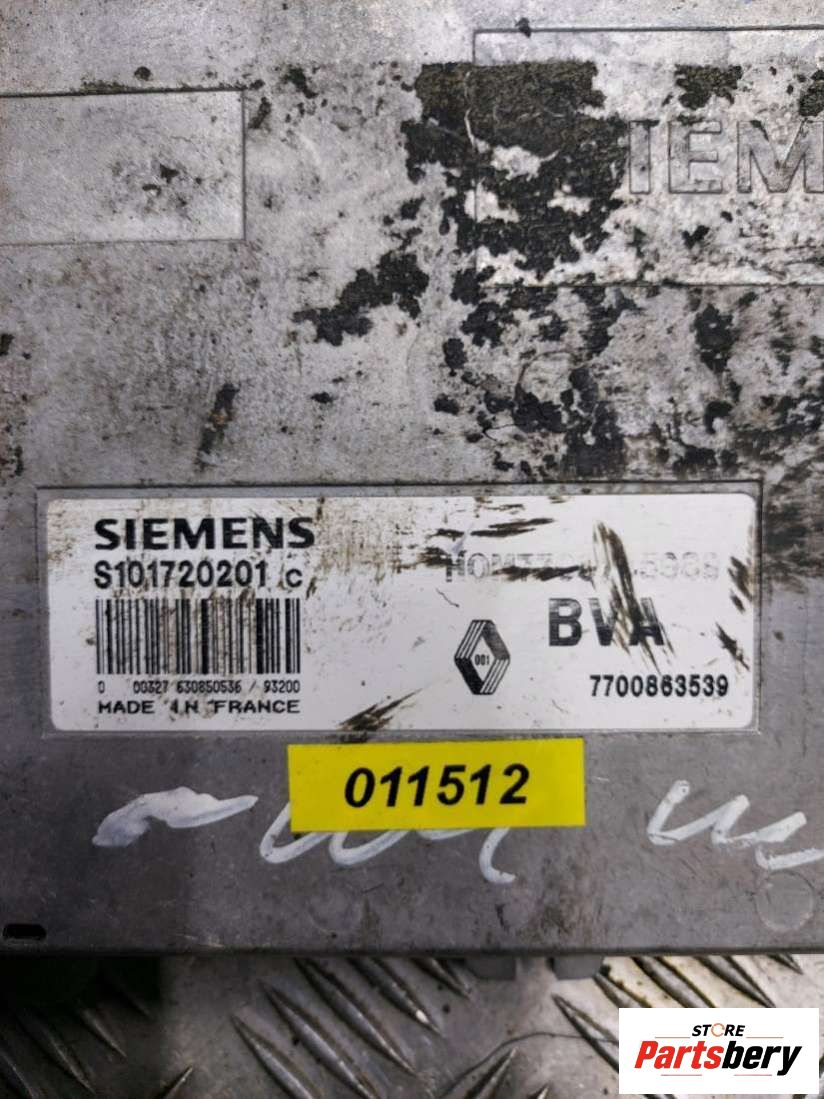 IEM
SIEMENS
S101720201 c
BVA
001
0 00327 630850536 / 93200
7700863539
MADE IN FRANCE
011512
STORE
Partsbery